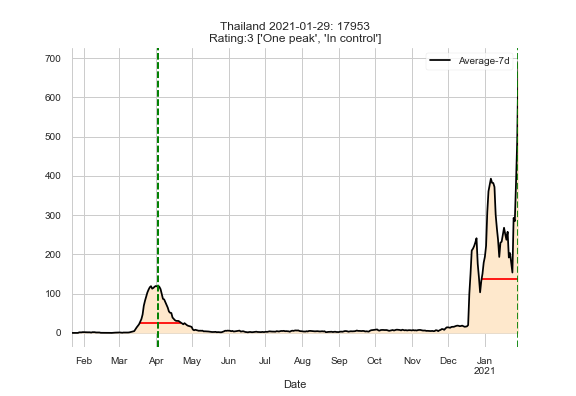 Thailand 2021-01-29: 17953
Rating:3 ['One peak', 'In control']
Average-7d
700
600
500
400
300
200
100
0
Feb Mar Apr May Jun Jul Aug Sep Oct Nov Dec Jan
2021
Date